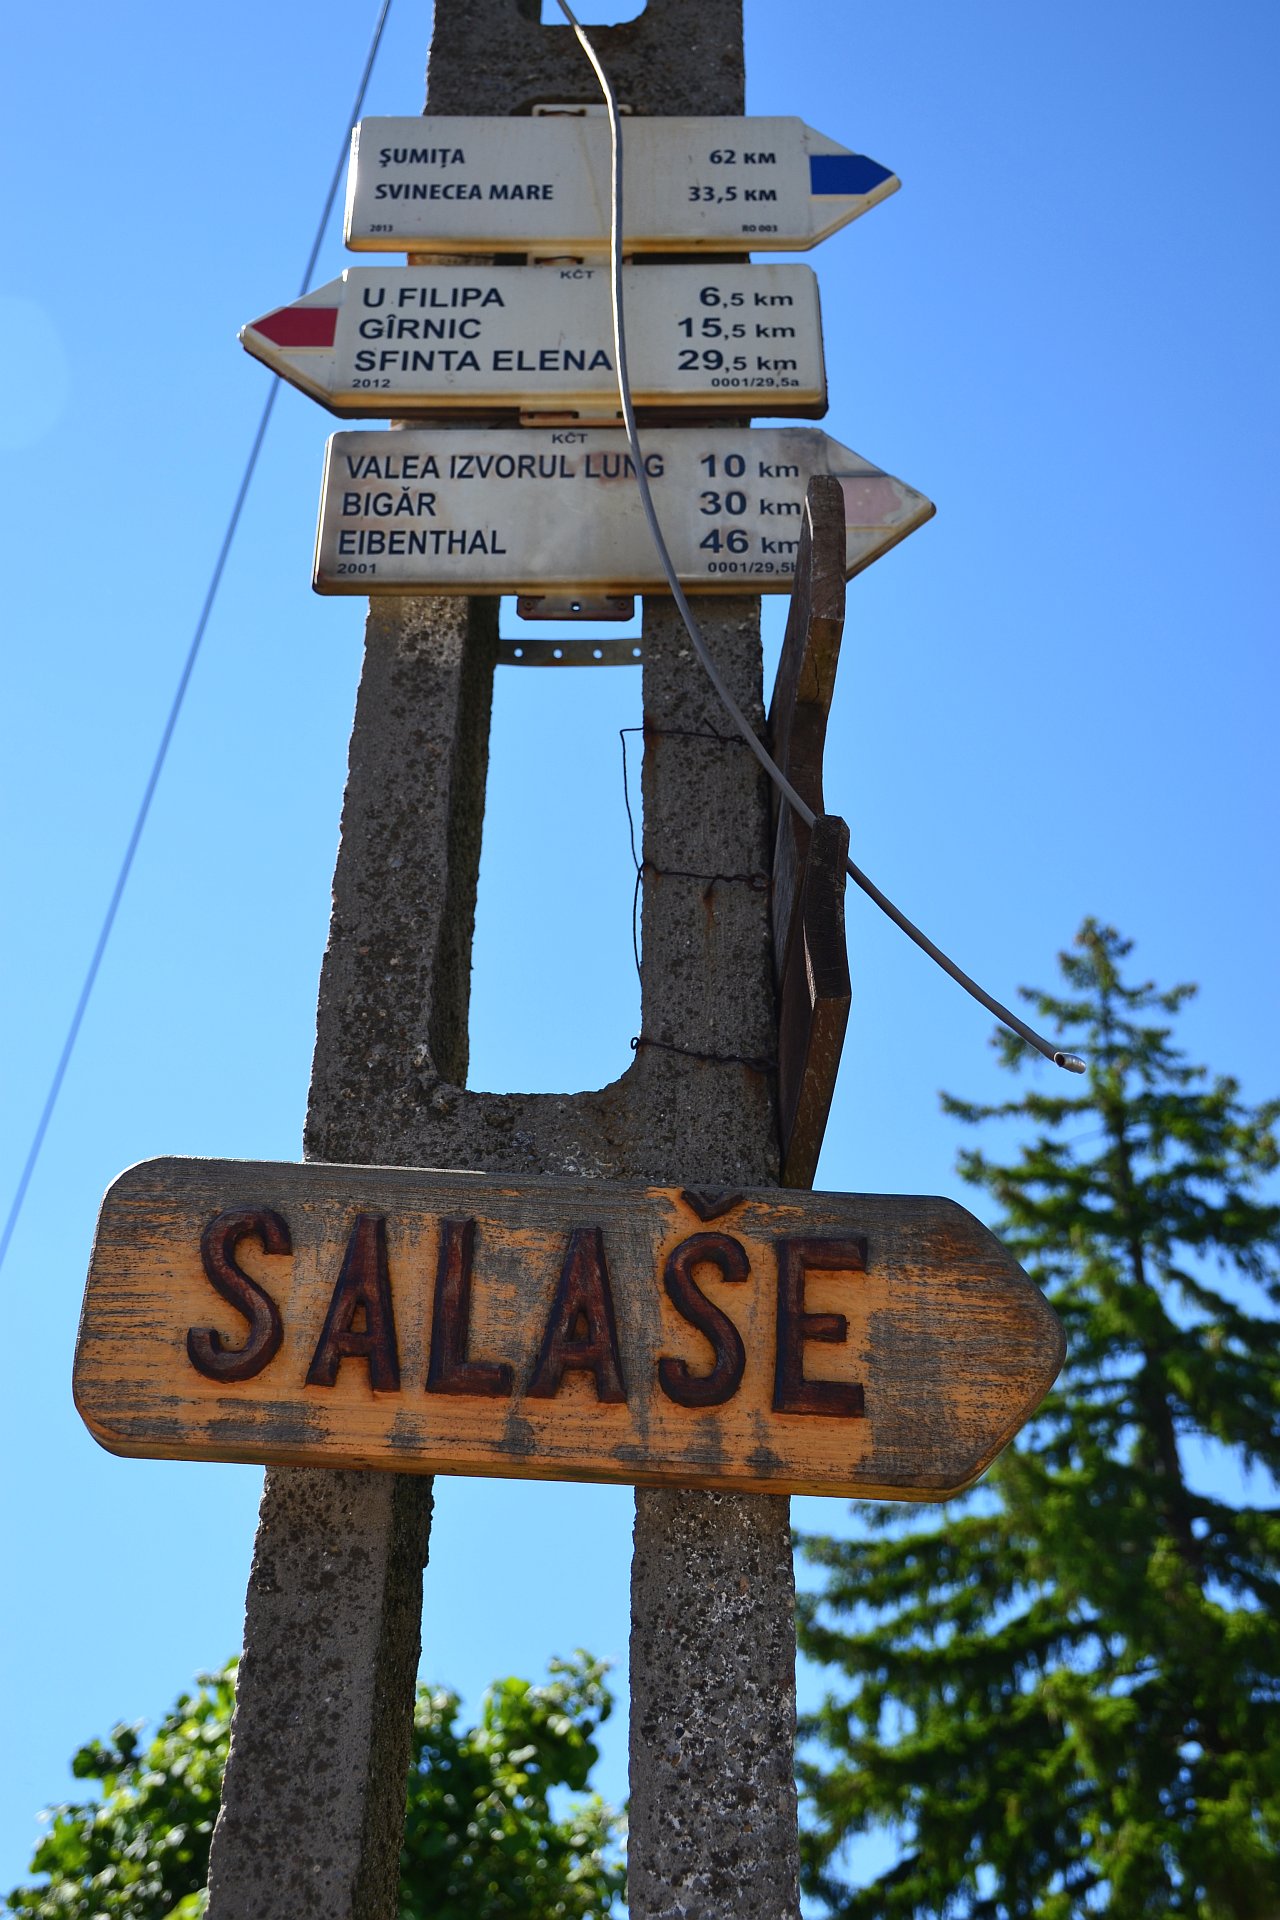 ŞUMIŢA 62 KM
SVINECEA MARE 33,5 KM
2013 RO 003
KČT
U FILIPA 6,5 km
GÎRNIC 15,5 km
SFINTA ELENA 29,5 km
2012 0001/29,5a
KČT
VALEA IZVORUL LUNG 10 km
BIGĂR 30 km
EIBENTHAL 46 km
2001 0001/29,5b
SALAŠE